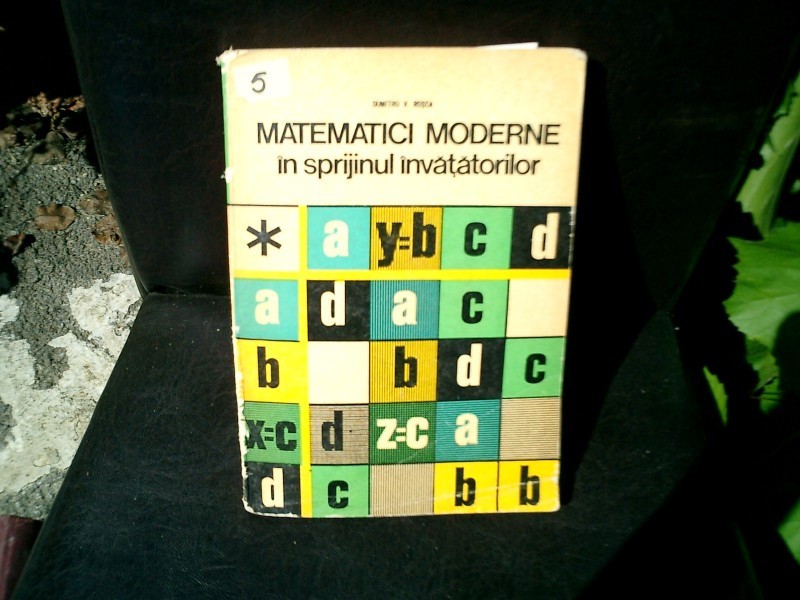 5
DUMITRU V. ROȘCA
MATEMATICI MODERNE
în sprijinul învățătorilor
* a y=b c d
a d a c
b b d c
x=c d z=c a
d c b b